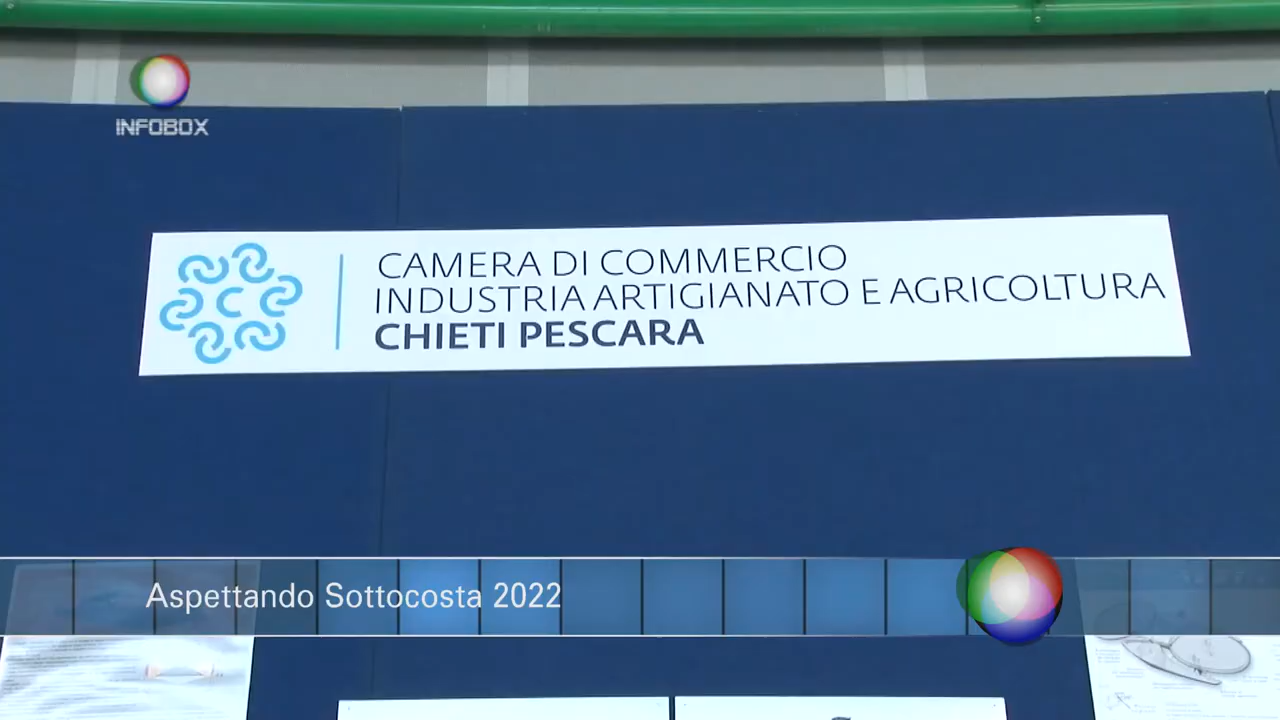 INFOBOX
CAMERA DI COMMERCIO
INDUSTRIA ARTIGIANATO E AGRICOLTURA
CHIETI PESCARA
Aspettando Sottocosta 2022